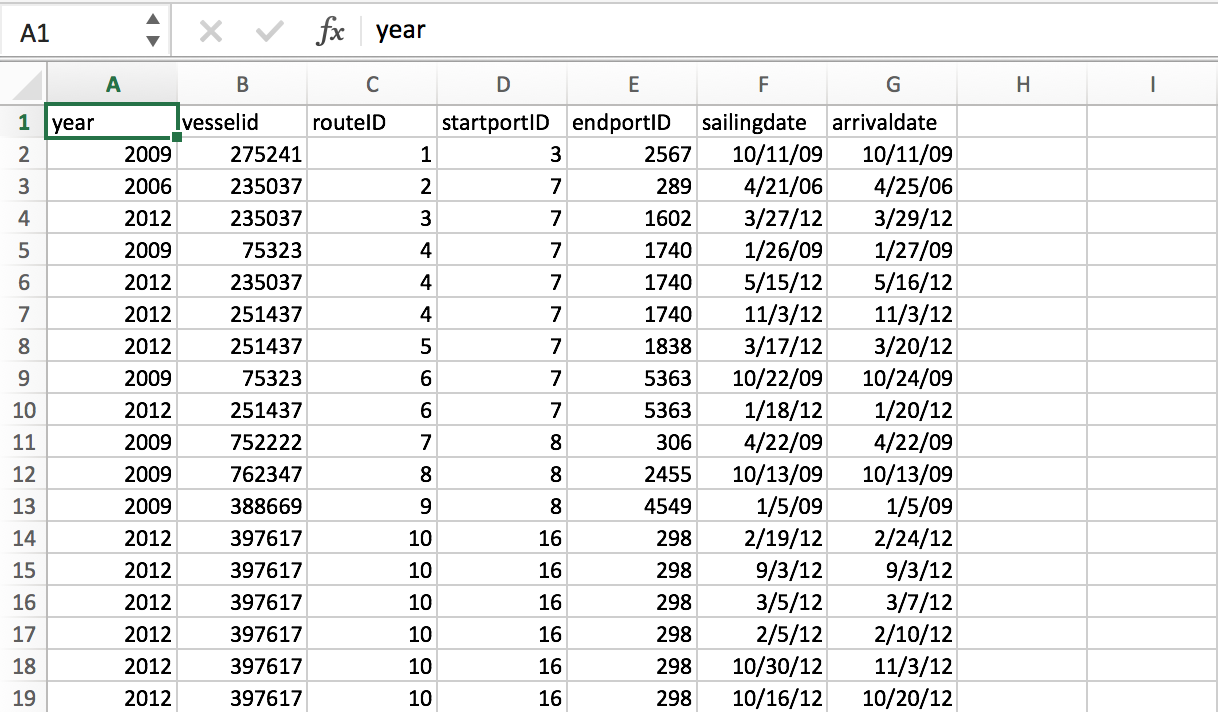 A1 fx year
A B C D E F G H I
1 year vesselid routeID startportID endportID sailingdate arrivaldate
2 2009 275241 1 3 2567 10/11/09 10/11/09
3 2006 235037 2 7 289 4/21/06 4/25/06
4 2012 235037 3 7 1602 3/27/12 3/29/12
5 2009 75323 4 7 1740 1/26/09 1/27/09
6 2012 235037 4 7 1740 5/15/12 5/16/12
7 2012 251437 4 7 1740 11/3/12 11/3/12
8 2012 251437 5 7 1838 3/17/12 3/20/12
9 2009 75323 6 7 5363 10/22/09 10/24/09
10 2012 251437 6 7 5363 1/18/12 1/20/12
11 2009 752222 7 8 306 4/22/09 4/22/09
12 2009 762347 8 8 2455 10/13/09 10/13/09
13 2009 388669 9 8 4549 1/5/09 1/5/09
14 2012 397617 10 16 298 2/19/12 2/24/12
15 2012 397617 10 16 298 9/3/12 9/3/12
16 2012 397617 10 16 298 3/5/12 3/7/12
17 2012 397617 10 16 298 2/5/12 2/10/12
18 2012 397617 10 16 298 10/30/12 11/3/12
19 2012 397617 10 16 298 10/16/12 10/20/12